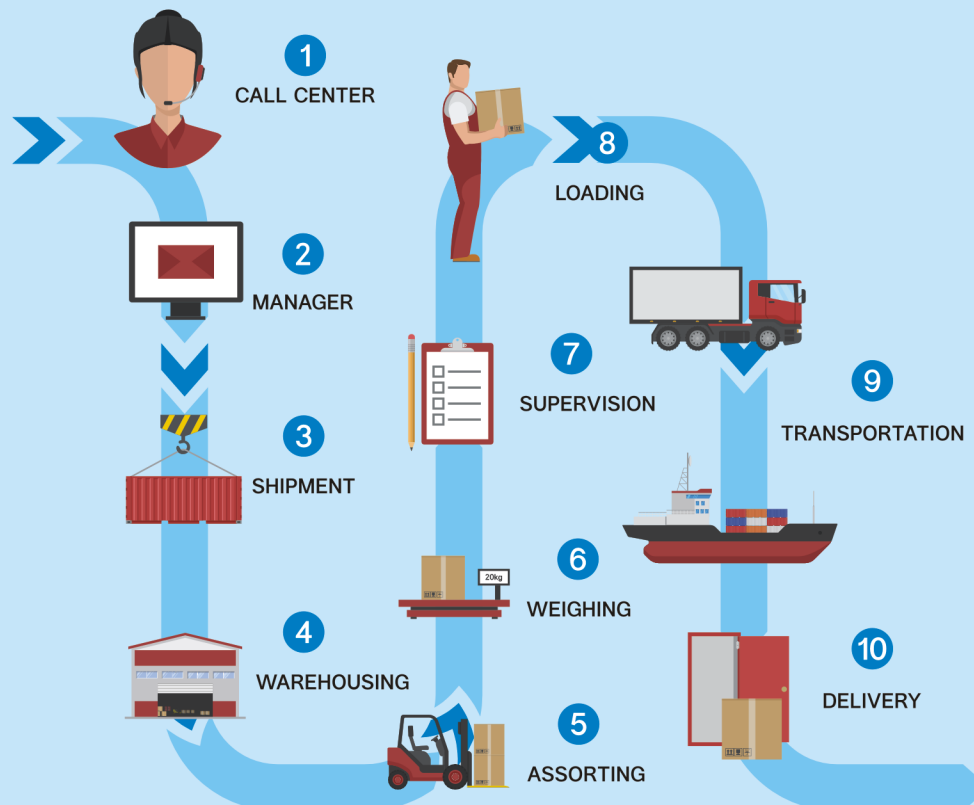 1
CALL CENTER
2
MANAGER
3
SHIPMENT
4
WAREHOUSING
5
ASSORTING
6
20kg
WEIGHING
7
SUPERVISION
8
LOADING
9
TRANSPORTATION
10
DELIVERY